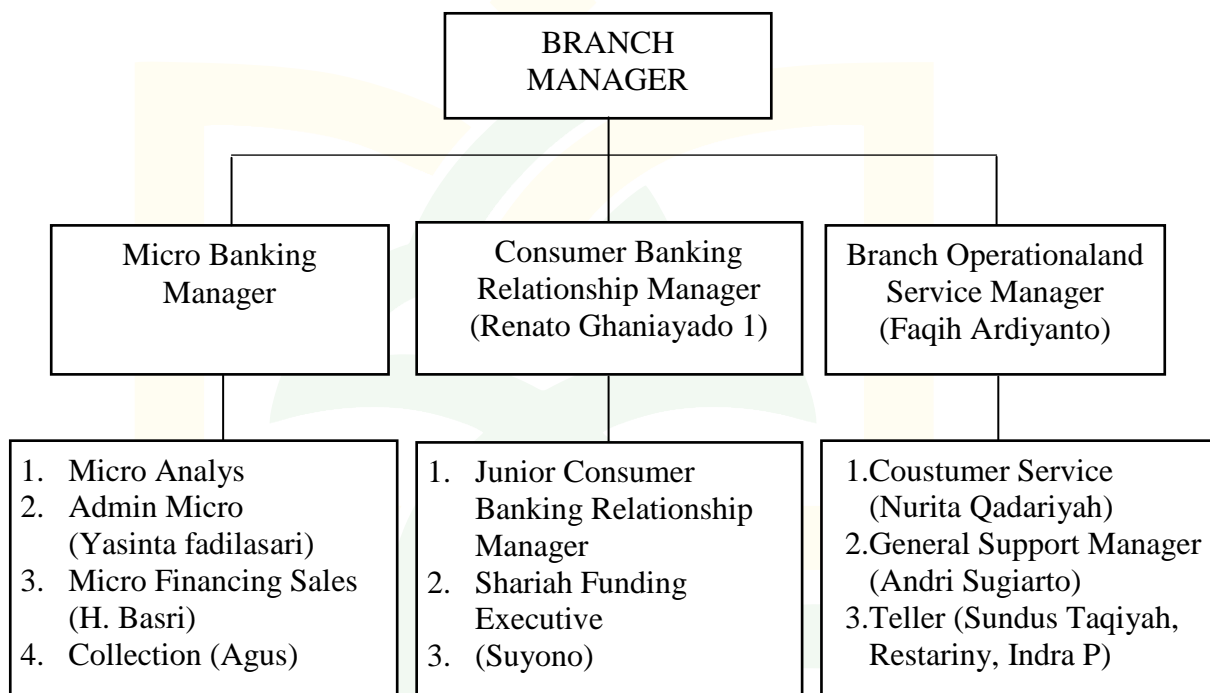 BRANCH
MANAGER
Micro Banking
Manager
Consumer Banking
Relationship Manager
(Renato Ghaniayado 1)
Branch Operationaland
Service Manager
(Faqih Ardiyanto)
1. Micro Analys
2. Admin Micro
(Yasinta fadilasari)
3. Micro Financing Sales
(H. Basri)
4. Collection (Agus)
1. Junior Consumer
Banking Relationship
Manager
2. Shariah Funding
Executive
3. (Suyono)
1.Coustumer Service
(Nurita Qadariyah)
2.General Support Manager
(Andri Sugiarto)
3.Teller (Sundus Taqiyah,
Restariny, Indra P)